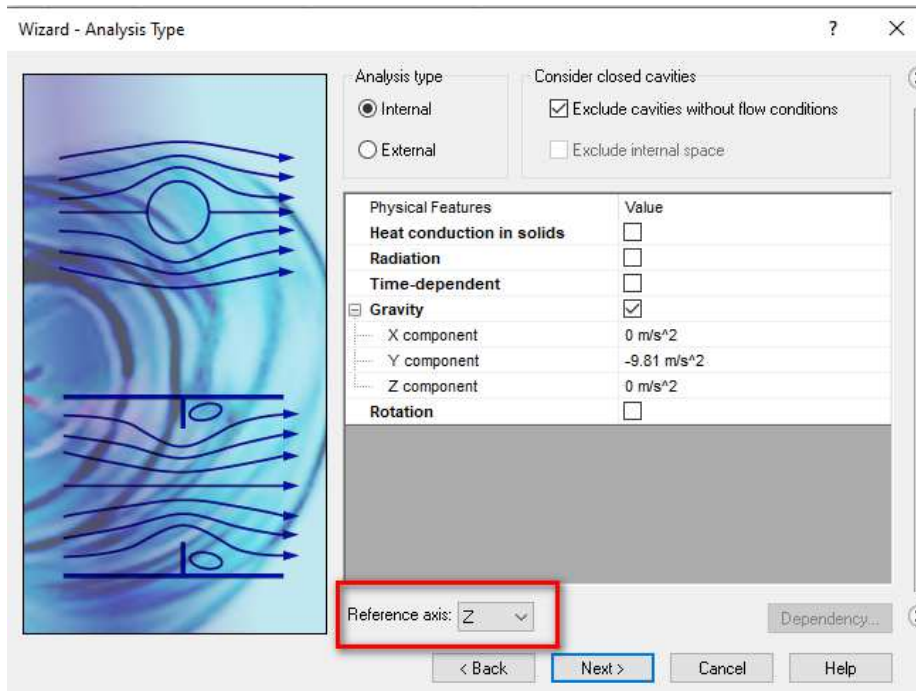 Wizard - Analysis Type ? ×
Analysis type
Internal
External
Consider closed cavities
Exclude cavities without flow conditions
Exclude internal space
Physical Features Value
Heat conduction in solids
Radiation
Time-dependent
Gravity
X component 0 m/s^2
Y component -9.81 m/s^2
Z component 0 m/s^2
Rotation
Reference axis: Z
Dependency...
< Back Next > Cancel Help